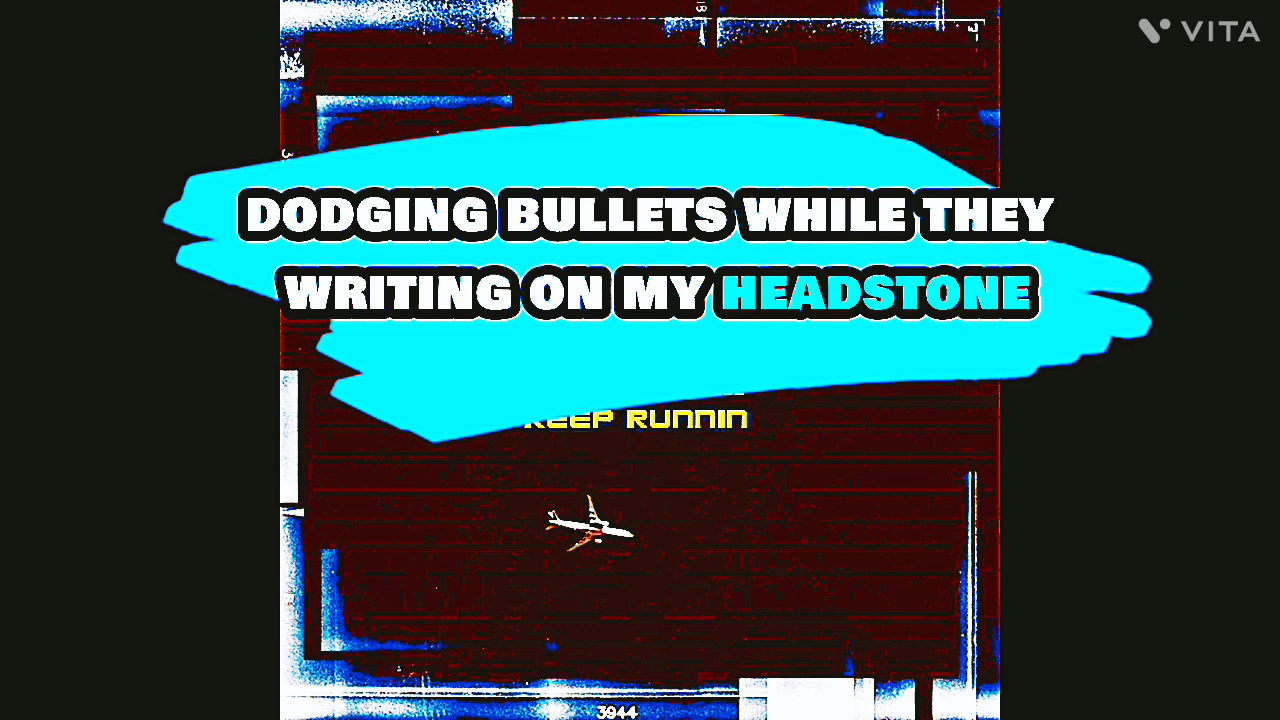 VITA
DODGING BULLETS WHILE THEY
WRITING ON MY HEADSTONE
KEEP RUNNIN
3944